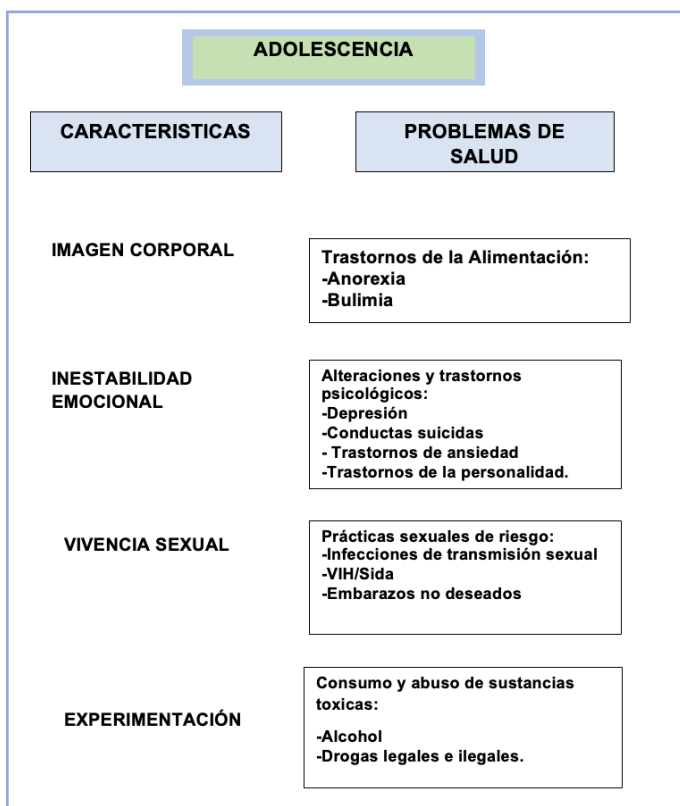 ADOLESCENCIA
CARACTERISTICAS
PROBLEMAS DE
SALUD
IMAGEN CORPORAL
Trastornos de la Alimentación:
-Anorexia
-Bulimia
INESTABILIDAD
EMOCIONAL
Alteraciones y trastornos
psicológicos:
-Depresión
-Conductas suicidas
- Trastornos de ansiedad
-Trastornos de la personalidad.
VIVENCIA SEXUAL
Prácticas sexuales de riesgo:
-Infecciones de transmisión sexual
-VIH/Sida
-Embarazos no deseados
EXPERIMENTACIÓN
Consumo y abuso de sustancias
toxicas:
-Alcohol
-Drogas legales e ilegales.